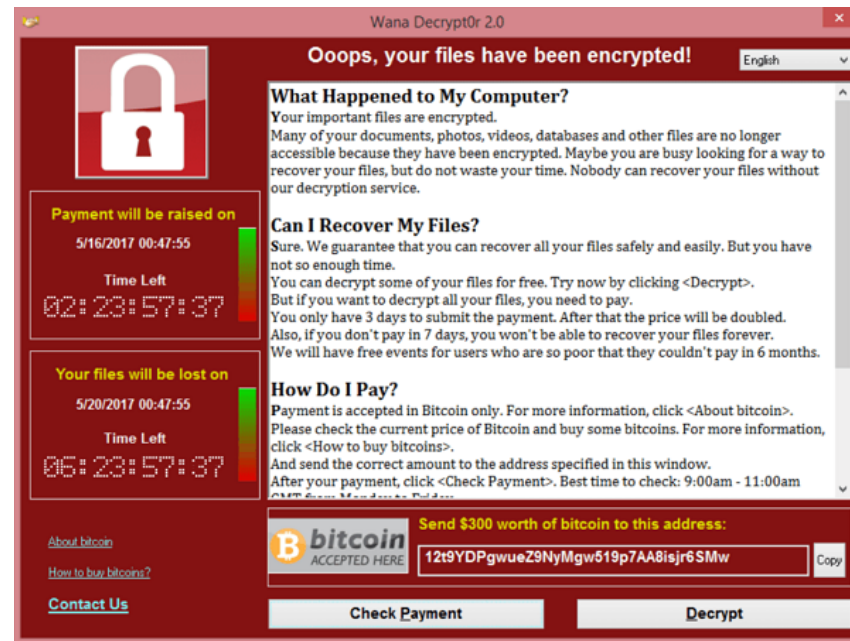 Wana Decrypt0r 2.0
Ooops, your files have been encrypted!
English
Payment will be raised on
5/16/2017 00:47:55
Time Left
02:23:57:37
Your files will be lost on
5/20/2017 00:47:55
Time Left
06:23:57:37
About bitcoin
How to buy bitcoins?
Contact Us
What Happened to My Computer?
Your important files are encrypted.
Many of your documents, photos, videos, databases and other files are no longer
accessible because they have been encrypted. Maybe you are busy looking for a way to
recover your files, but do not waste your time. Nobody can recover your files without
our decryption service.
Can I Recover My Files?
Sure. We guarantee that you can recover all your files safely and easily. But you have
not so enough time.
You can decrypt some of your files for free. Try now by clicking <Decrypt>.
But if you want to decrypt all your files, you need to pay.
You only have 3 days to submit the payment. After that the price will be doubled.
Also, if you don't pay in 7 days, you won't be able to recover your files forever.
We will have free events for users who are so poor that they couldn't pay in 6 months.
How Do I Pay?
Payment is accepted in Bitcoin only. For more information, click <About bitcoin>.
Please check the current price of Bitcoin and buy some bitcoins. For more information,
click <How to buy bitcoins>.
And send the correct amount to the address specified in this window.
After your payment, click <Check Payment>. Best time to check: 9:00am - 11:00am
GMT from Monday to Friday
bitcoin
ACCEPTED HERE
Send $300 worth of bitcoin to this address:
12t9YDPgwueZ9NyMgw519p7AA8isjr6SMw
Copy
Check Payment
Decrypt